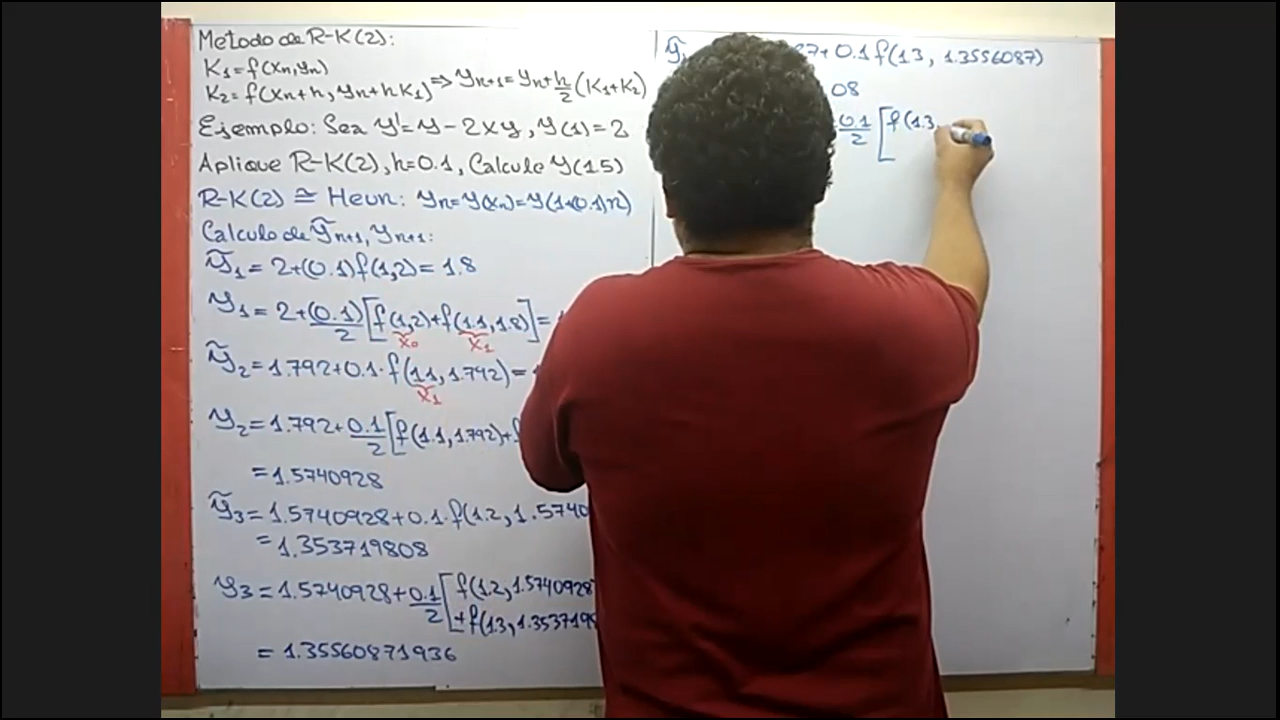 Metodo de R-K(2):
K₁=f(xn,yn)
K₂=f(xn+h, yn+hK₁) ⇒ yn+1=yn+h/2(K₁+K₂)
Ejemplo: Sea y'=y-2xy, y(1)=2
Aplique R-K(2), h=0.1, Calcule y(1.5)
R-K(2) ≅ Heun: yn=y(xn)=y(1+(0.1)n)
Calculo de ỹn+1, yn+1:
ỹ₁=2+(0.1)f(1,2)=1.8
y₁=2+(0.1)/2[f(1,2)+f(1.1,1.8)]=
x₀ x₁
ỹ₂=1.792+0.1·f(1.1,1.792)=
x₁
y₂=1.792+0.1/2[f(1.1,1.792)+f
=1.5740928
ỹ₃=1.5740928+0.1·f(1.2,1.5740
=1.353719808
y₃=1.5740928+0.1/2[f(1.2,1.5740928
+f(1.3,1.3537198
=1.35560871936
87+0.1f(1.3, 1.3556087)
08
0.1/2[f(1.3,